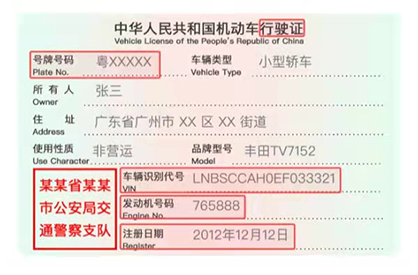 中华人民共和国机动车行驶证
Vehicle License of the People's Republic of China
号牌号码 粤XXXXX 车辆类型 小型轿车
Plate No. Vehicle Type
所有人 张三
Owner
住址 广东省广州市 XX 区 XX 街道
Address
使用性质 非营运 品牌型号 丰田TV7152
Use Character Model
某某省某某
市公安局交
通警察支队
车辆识别代号 LNBSCCAH0EF033321
VIN
发动机号码 765888
Engine No.
注册日期 2012年12月12日
Register